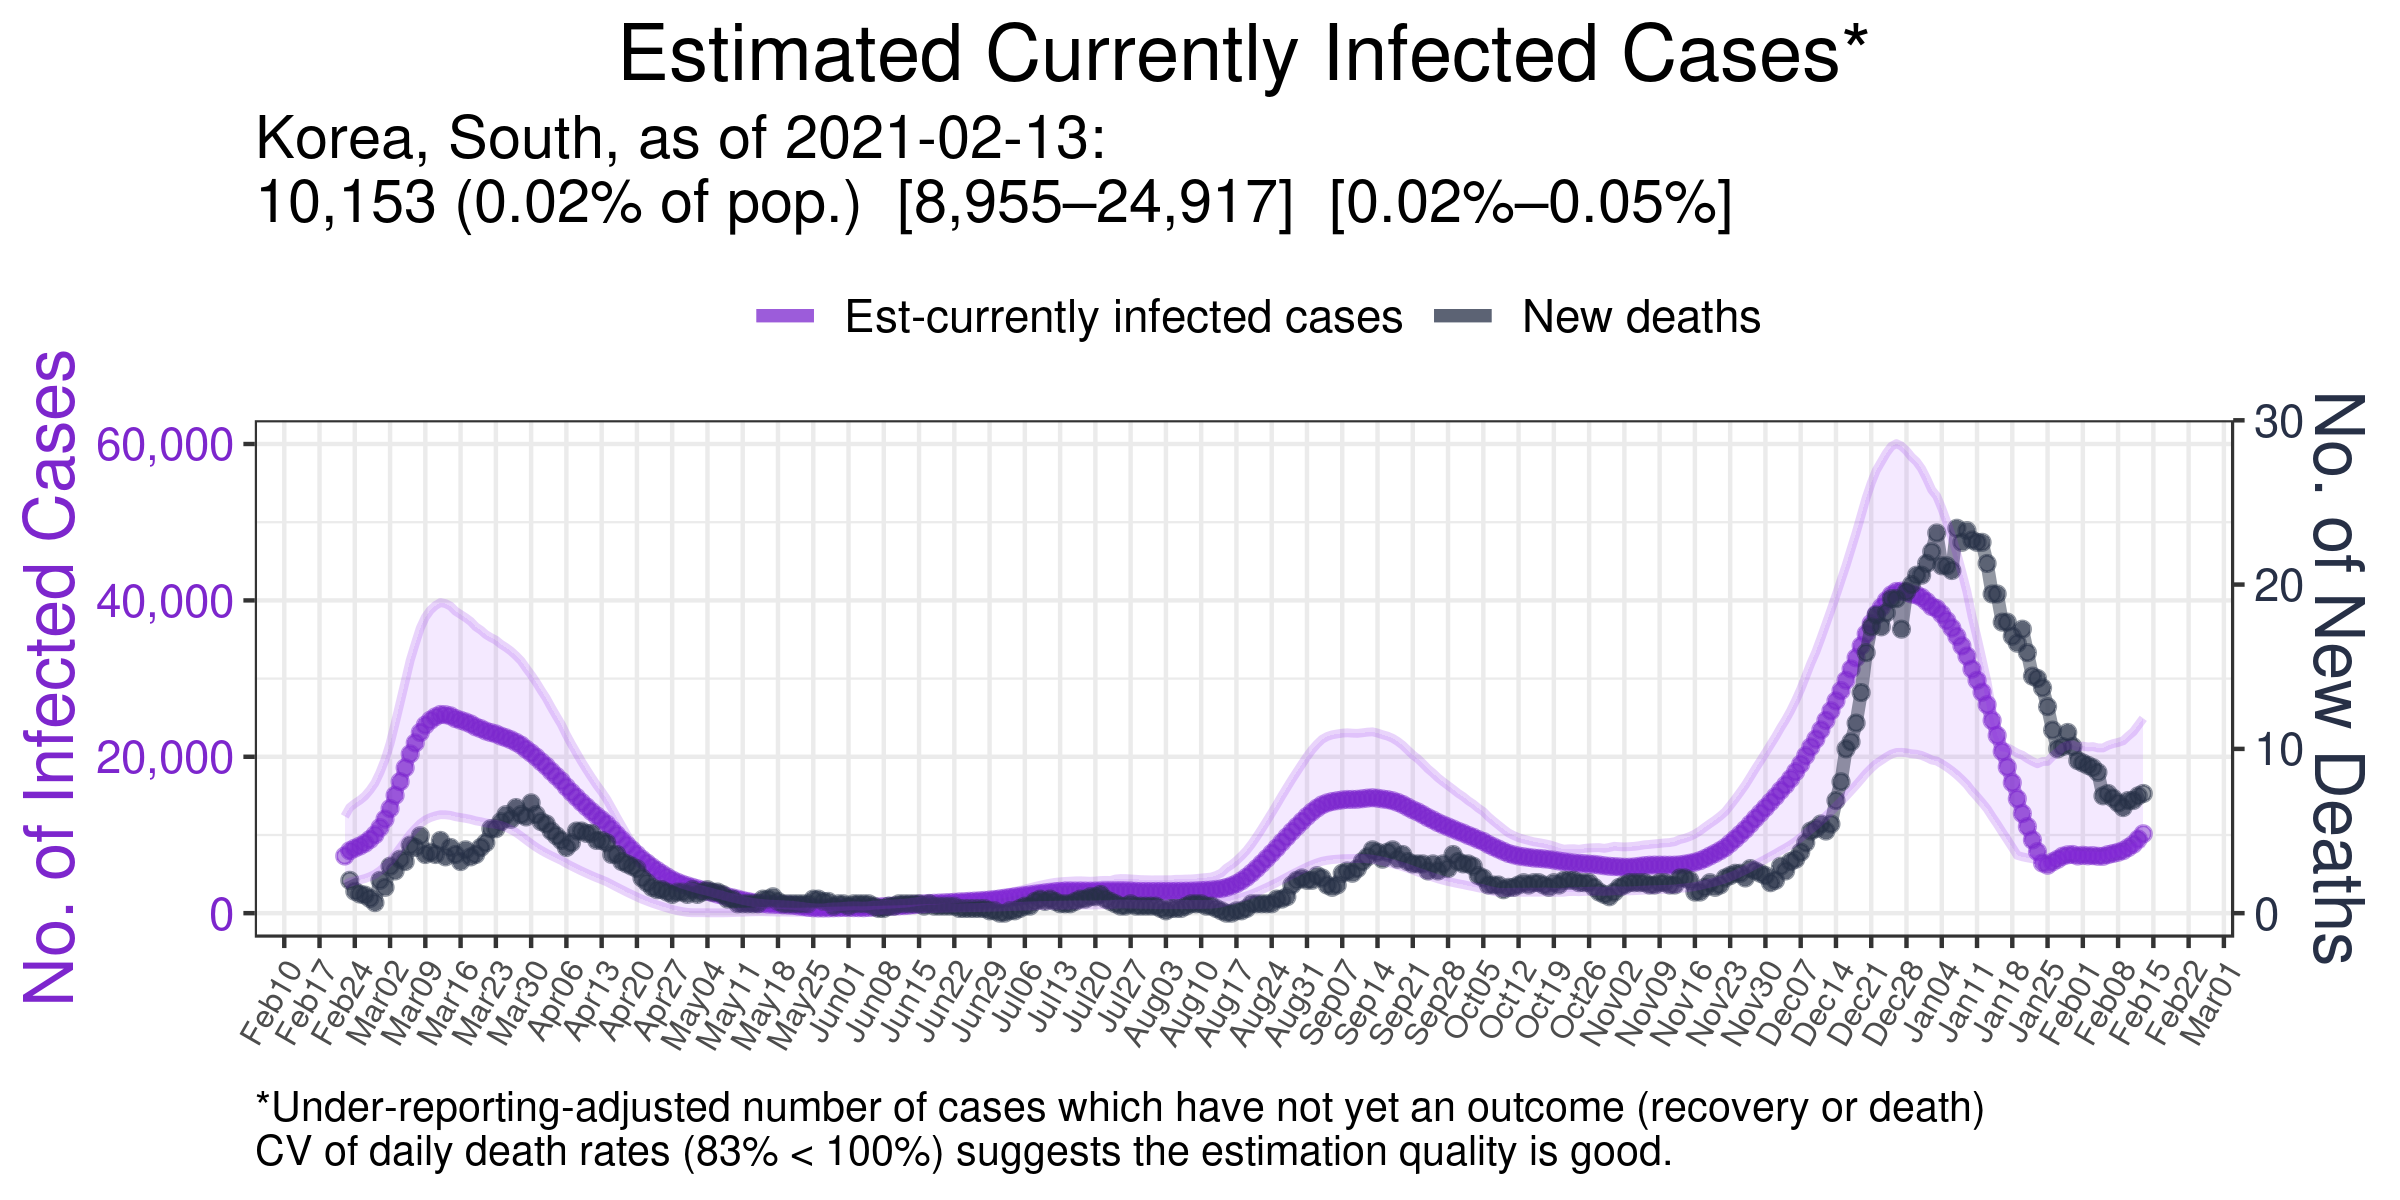 Estimated Currently Infected Cases*
Korea, South, as of 2021-02-13:
10,153 (0.02% of pop.)  [8,955–24,917]  [0.02%–0.05%]
Est-currently infected cases New deaths
No. of Infected Cases
60,000
40,000
20,000
0
30
20
10
0
No. of New Deaths
Feb10 Feb17 Feb24 Mar02 Mar09 Mar16 Mar23 Mar30 Apr06 Apr13 Apr20 Apr27 May04 May11 May18 May25 Jun01 Jun08 Jun15 Jun22 Jun29 Jul06 Jul13 Jul20 Jul27 Aug03 Aug10 Aug17 Aug24 Aug31 Sep07 Sep14 Sep21 Sep28 Oct05 Oct12 Oct19 Oct26 Nov02 Nov09 Nov16 Nov23 Nov30 Dec07 Dec14 Dec21 Dec28 Jan04 Jan11 Jan18 Jan25 Feb01 Feb08 Feb15 Feb22 Mar01
*Under-reporting-adjusted number of cases which have not yet an outcome (recovery or death)
CV of daily death rates (83% < 100%) suggests the estimation quality is good.